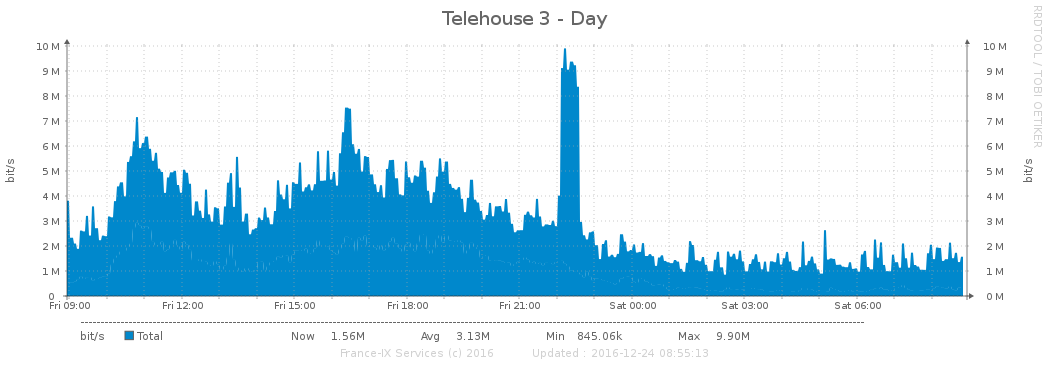 Telehouse 3 - Day
RRDTOOL / TOBI OETIKER
bit/s
bit/s
10 M 10 M
9 M 9 M
8 M 8 M
7 M 7 M
6 M 6 M
5 M 5 M
4 M 4 M
3 M 3 M
2 M 2 M
1 M 1 M
0 0 M
Fri 09:00 Fri 12:00 Fri 15:00 Fri 18:00 Fri 21:00 Sat 00:00 Sat 03:00 Sat 06:00
bit/s Total Now 1.56M Avg 3.13M Min 845.06k Max 9.90M
France-IX Services (c) 2016 Updated : 2016-12-24 08:55:13